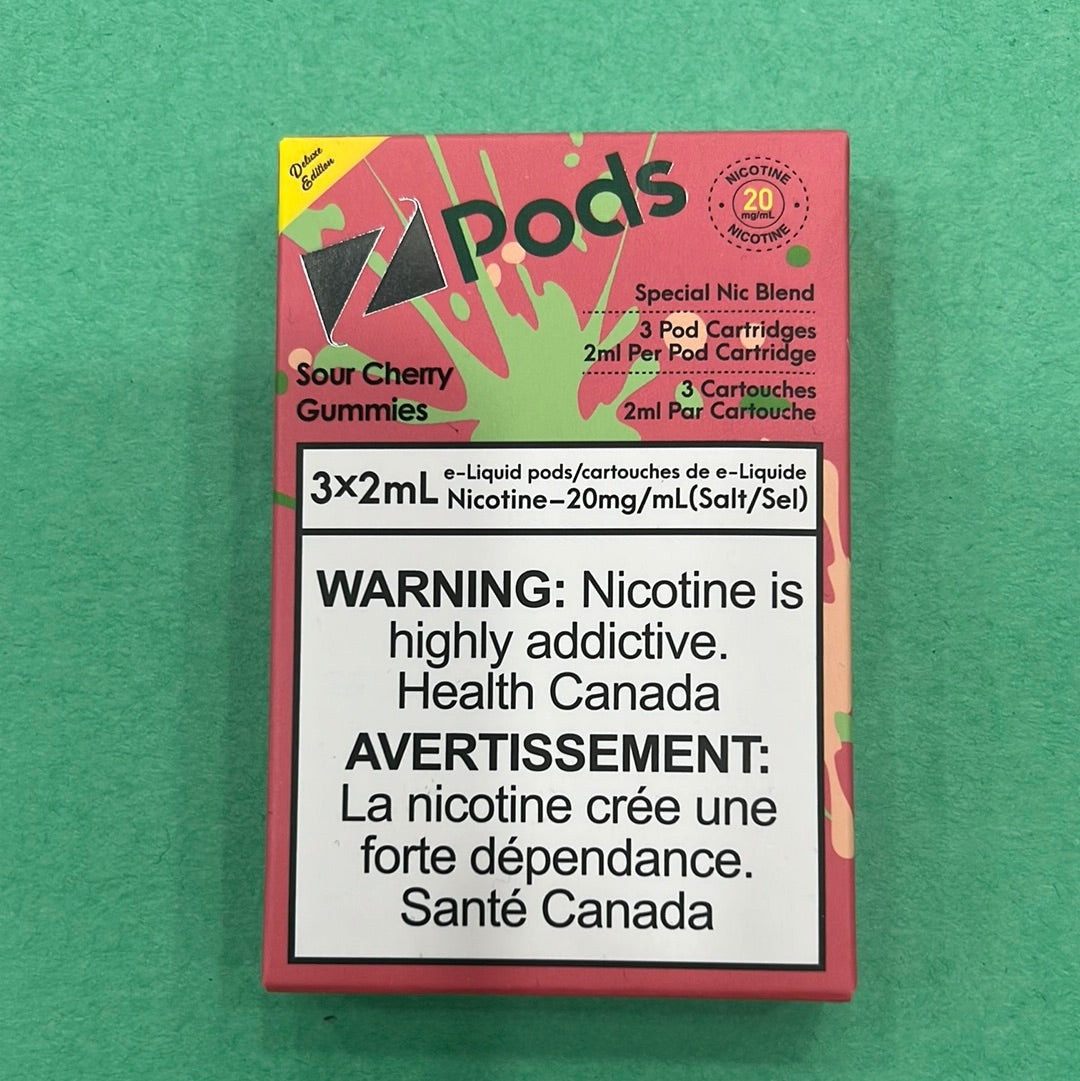 Deluxe
Edition
Z Pods
NICOTINE
20
mg/mL
NICOTINE
Special Nic Blend
3 Pod Cartridges
2ml Per Pod Cartridge
3 Cartouches
2ml Par Cartouche
Sour Cherry
Gummies
3×2mL
e-Liquid pods/cartouches de e-Liquide
Nicotine-20mg/mL(Salt/Sel)
WARNING: Nicotine is
highly addictive.
Health Canada
AVERTISSEMENT:
La nicotine crée une
forte dépendance.
Santé Canada